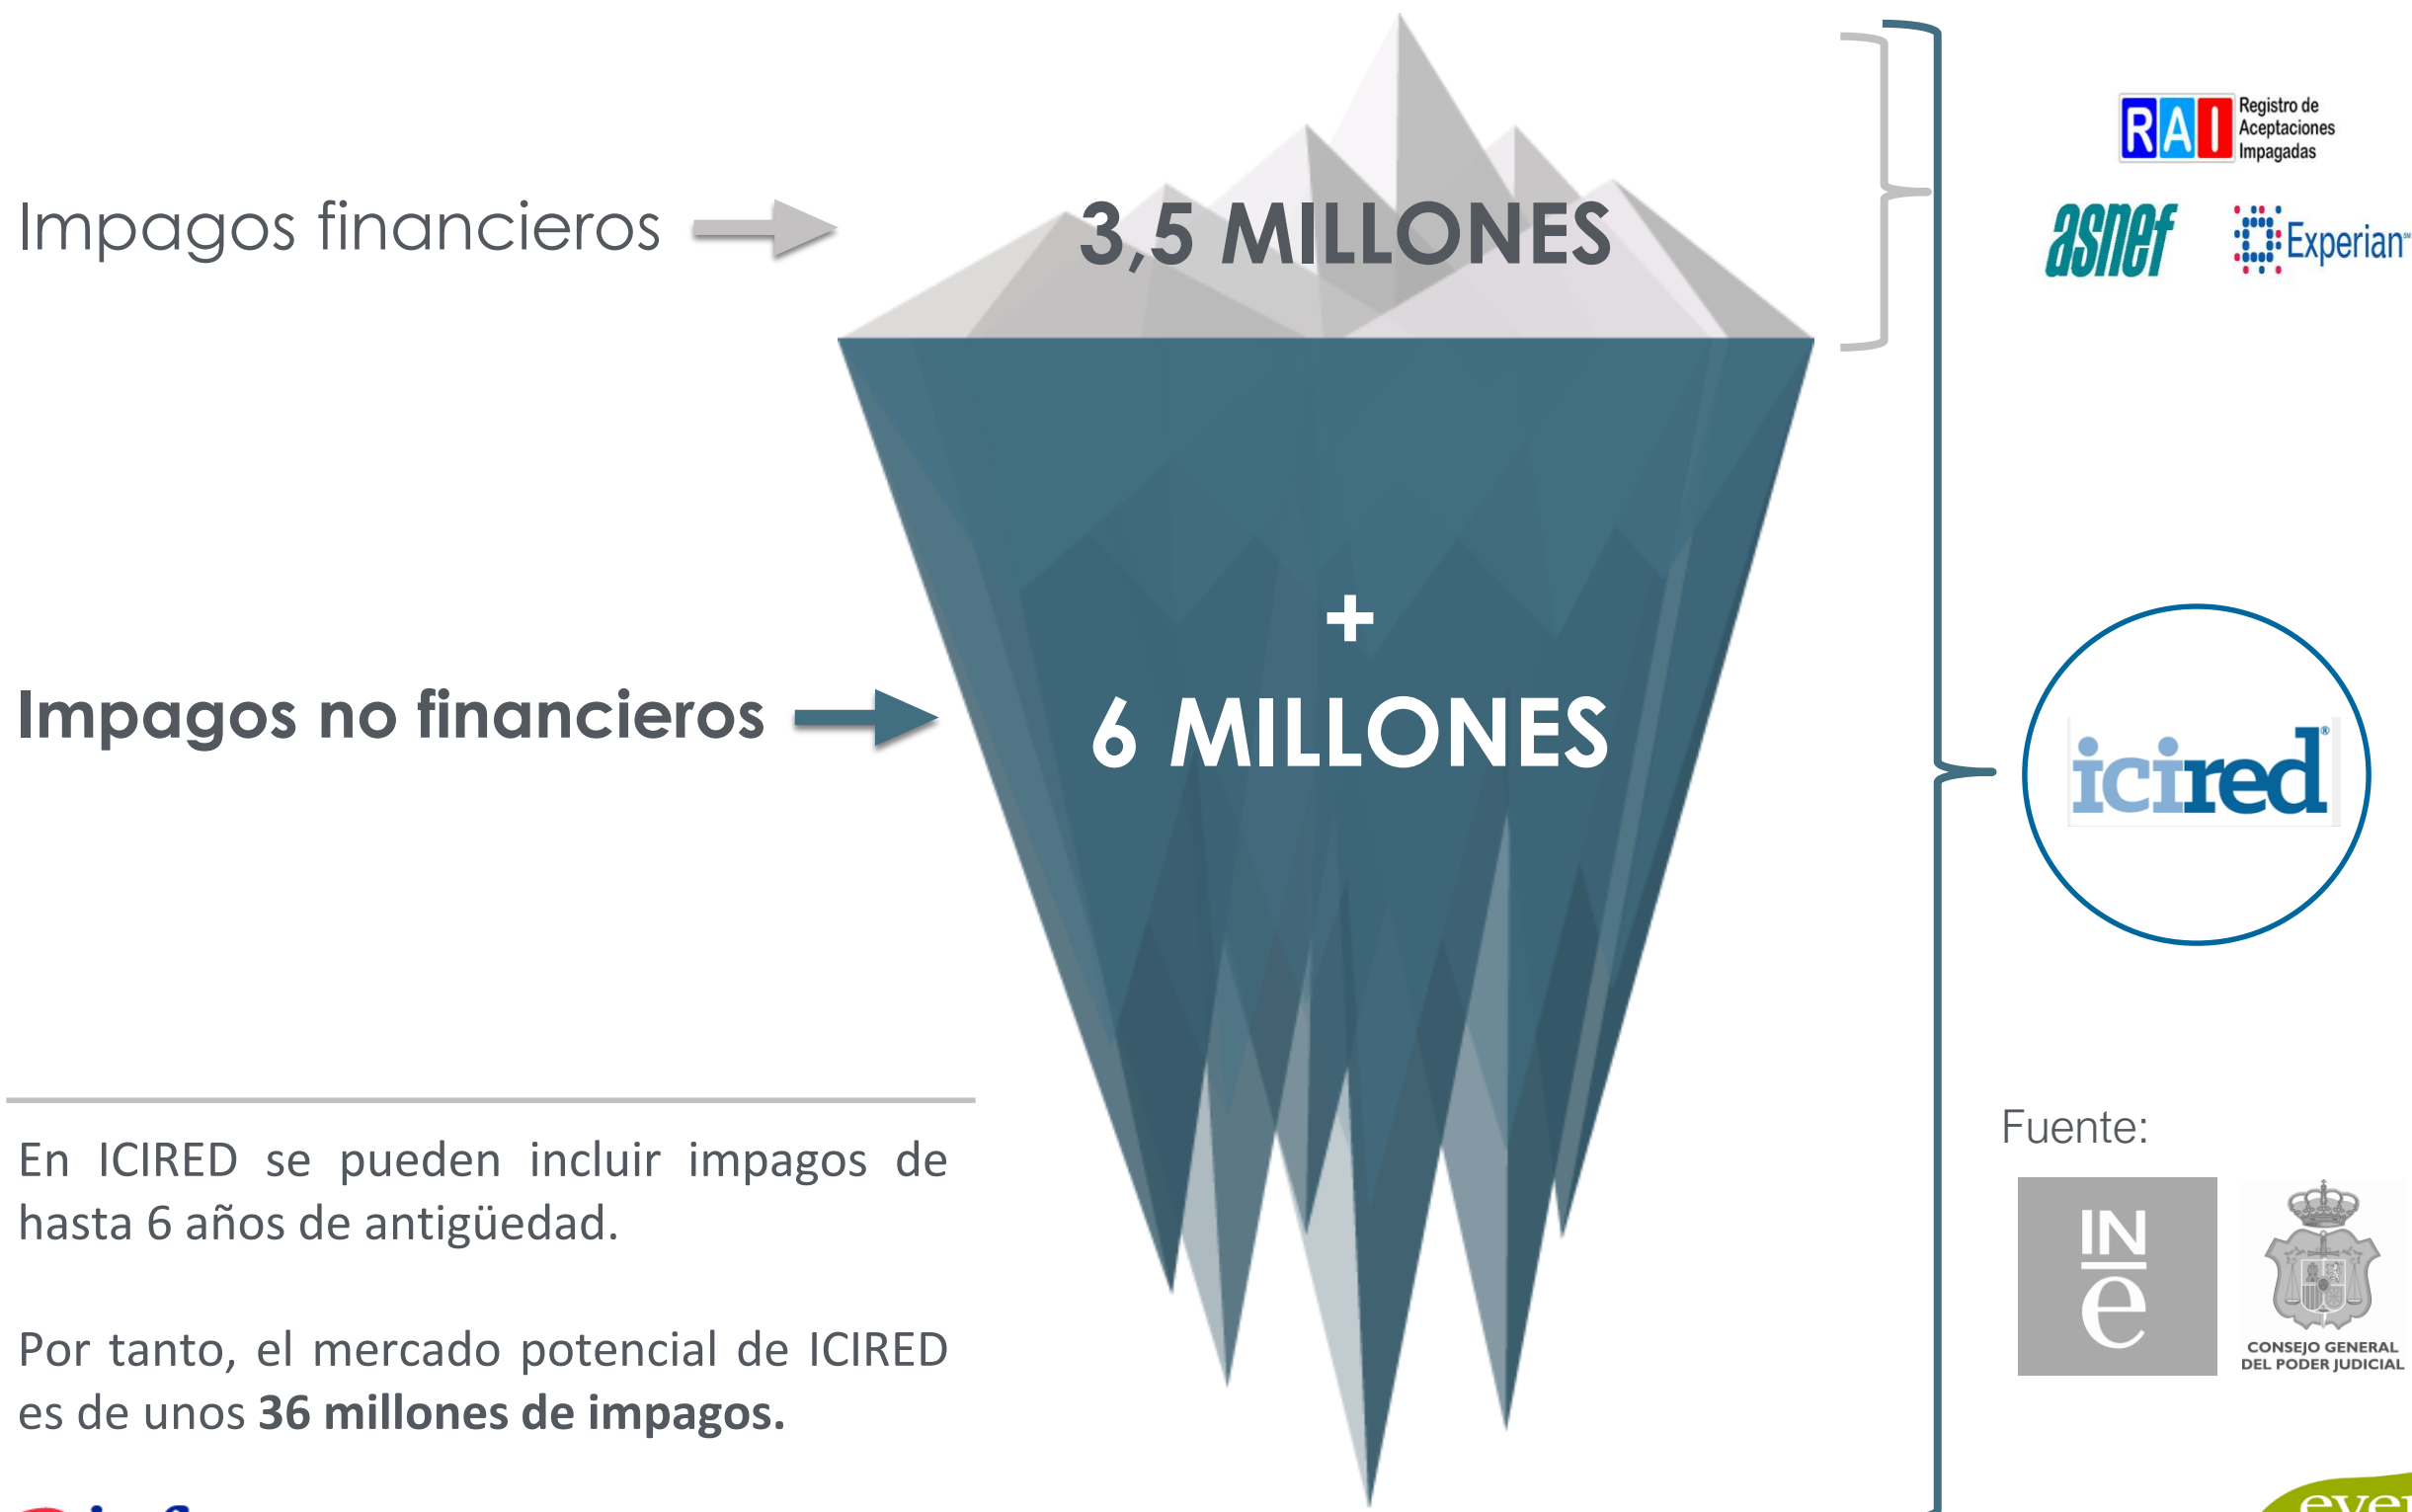 Impagos financieros
3,5 MILLONES
RAI
Registro de
Aceptaciones
Impagadas
asnef
Experian℠
+
Impagos no financieros
6 MILLONES
icired®
En ICIRED se pueden incluir impagos de
hasta 6 años de antigüedad.
Por tanto, el mercado potencial de ICIRED
es de unos 36 millones de impagos.
Fuente:
INe
CONSEJO GENERAL
DEL PODER JUDICIAL